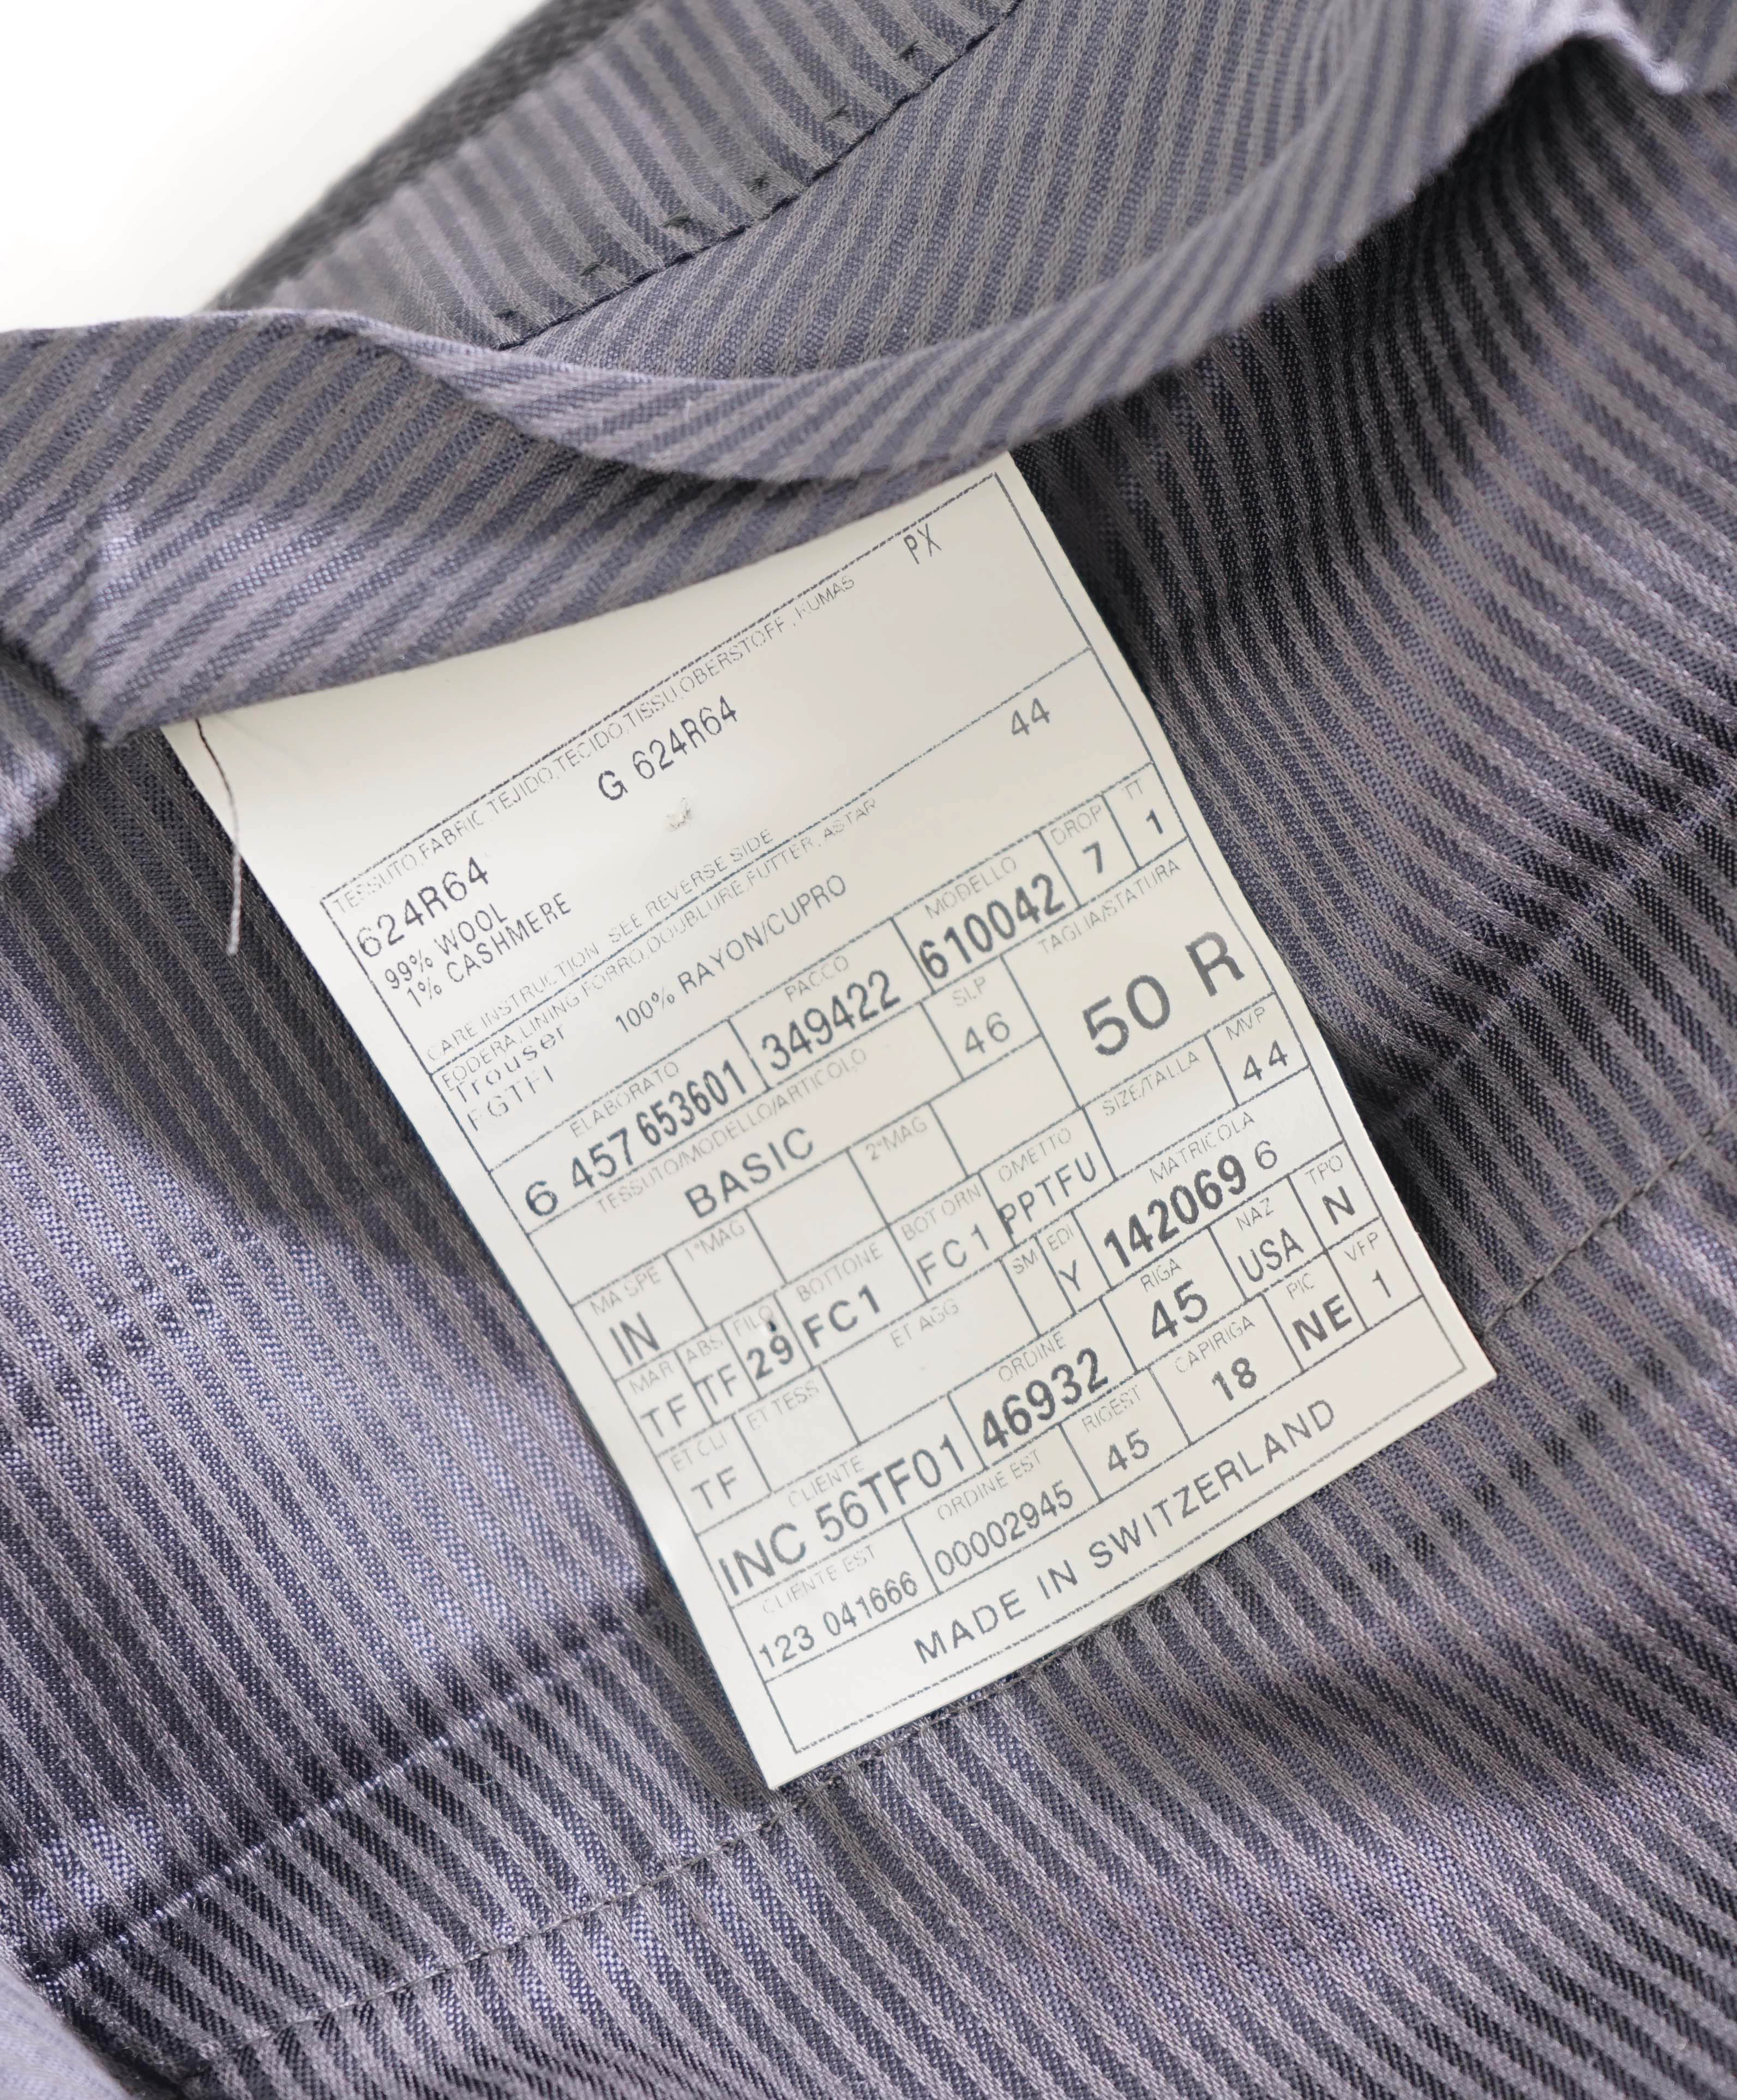 PX
TESSUTO,FABRIC TEJIDO,TECIDO,TISSU,OBERSTOFF,RUMAS
G 624R64
624R64
99% WOOL
1% CASHMERE
44
CARE INSTRUCTION SEE REVERSE SIDE
FODERA,LINING FORRO,DOUBLURE,FUTTER, ASTAR
Trouser 100% RAYON/CUPRO
FGTFI
ELABORATO PACCO MODELLO DROP TT
6 457 653601 349422 610042 7 1
TESSUTO/MODELLO/ARTICOLO SLP TAGLIA/STATURA
BASIC 46 50 R
MA SPE 1°MAG 2°MAG SIZE/TALLA MVP
IN 44
MAR ABS FILO BOTTONE BOT ORN OMETTO MATRICOLA
TF TF 29 FC1 FC1 PPTFU 142069 6
ET CLI ET TESS ET AGG SM EDI RIGA NAZ TPO
TF Y 45 USA N
CLIENTE ORDINE CAPIRIGA PIC VFP
INC 56TF01 46932 18 NE 1
CLIENTE EST ORDINE EST RIGEST
123 041666 00002945 45
MADE IN SWITZERLAND